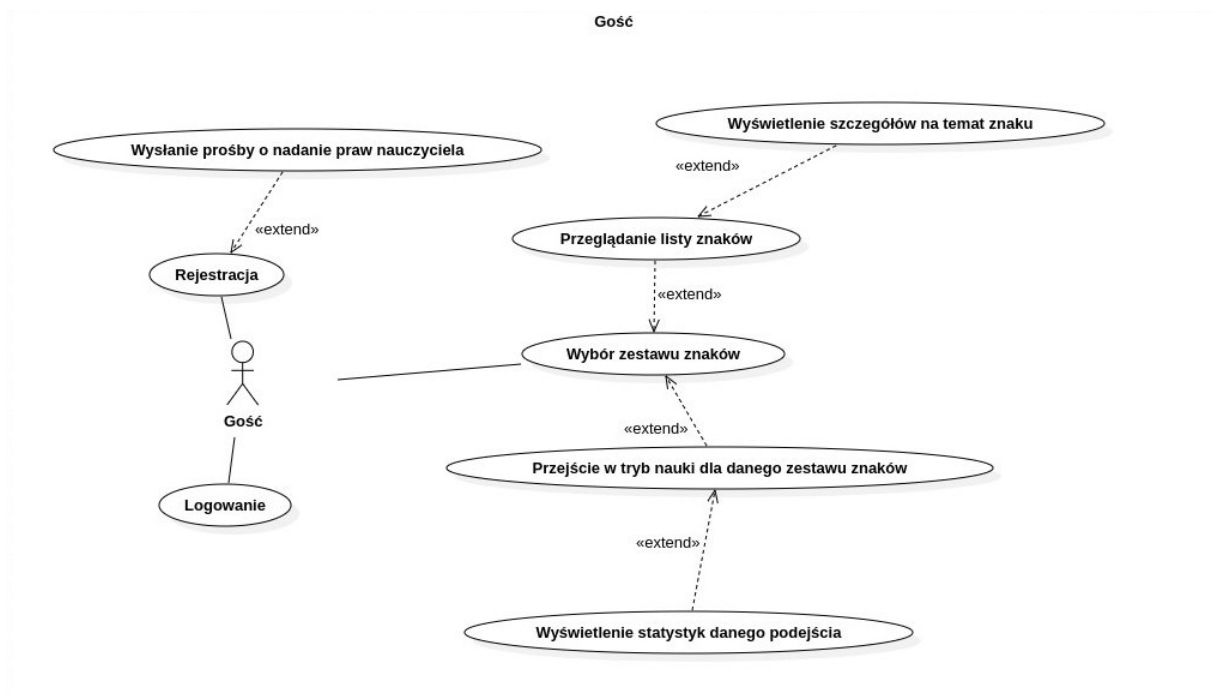 Gość
Wyświetlenie szczegółów na temat znaku
Wysłanie prośby o nadanie praw nauczyciela
«extend»
«extend»
Przeglądanie listy znaków
Rejestracja
«extend»
Wybór zestawu znaków
Gość
«extend»
Przejście w tryb nauki dla danego zestawu znaków
Logowanie
«extend»
Wyświetlenie statystyk danego podejścia